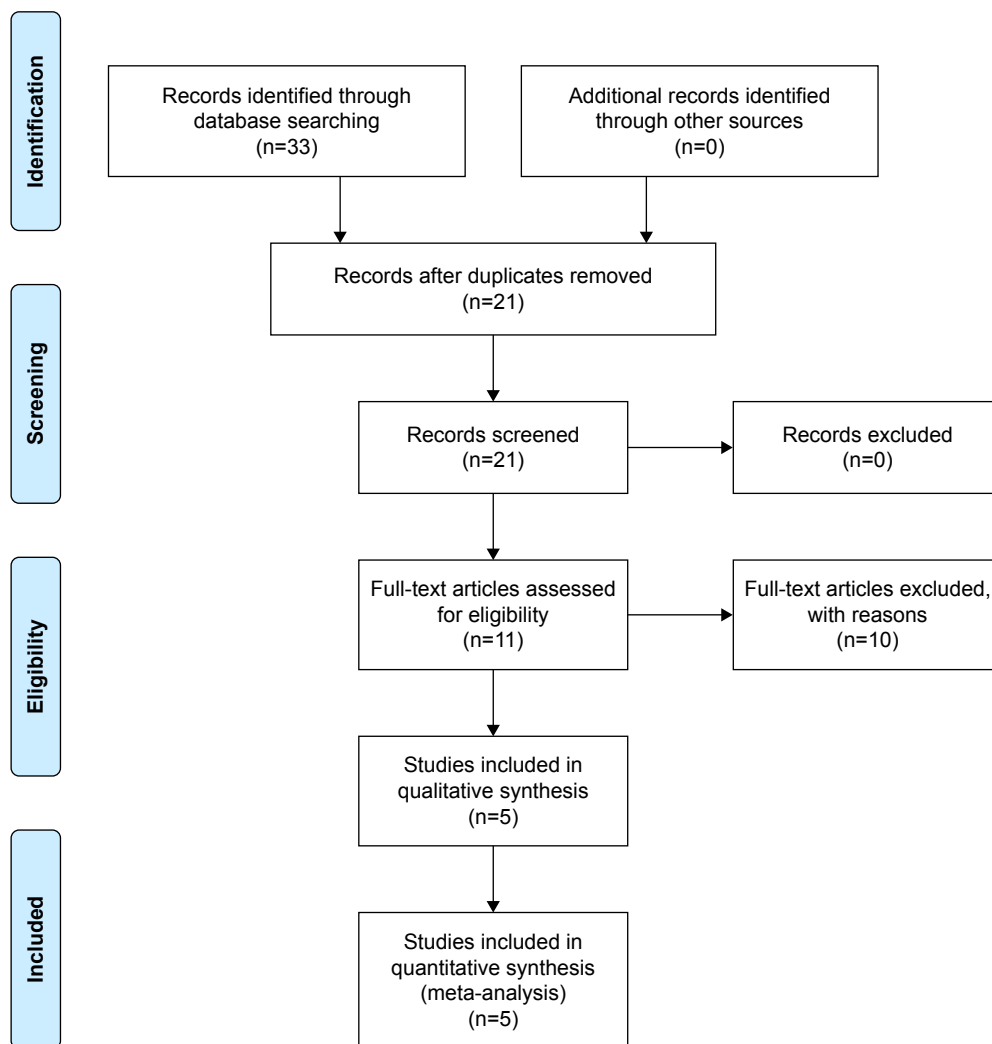 Identification
Records identified through
database searching
(n=33)
Additional records identified
through other sources
(n=0)
Records after duplicates removed
(n=21)
Screening
Records screened
(n=21)
Records excluded
(n=0)
Eligibility
Full-text articles assessed
for eligibility
(n=11)
Full-text articles excluded,
with reasons
(n=10)
Studies included in
qualitative synthesis
(n=5)
Included
Studies included in
quantitative synthesis
(meta-analysis)
(n=5)